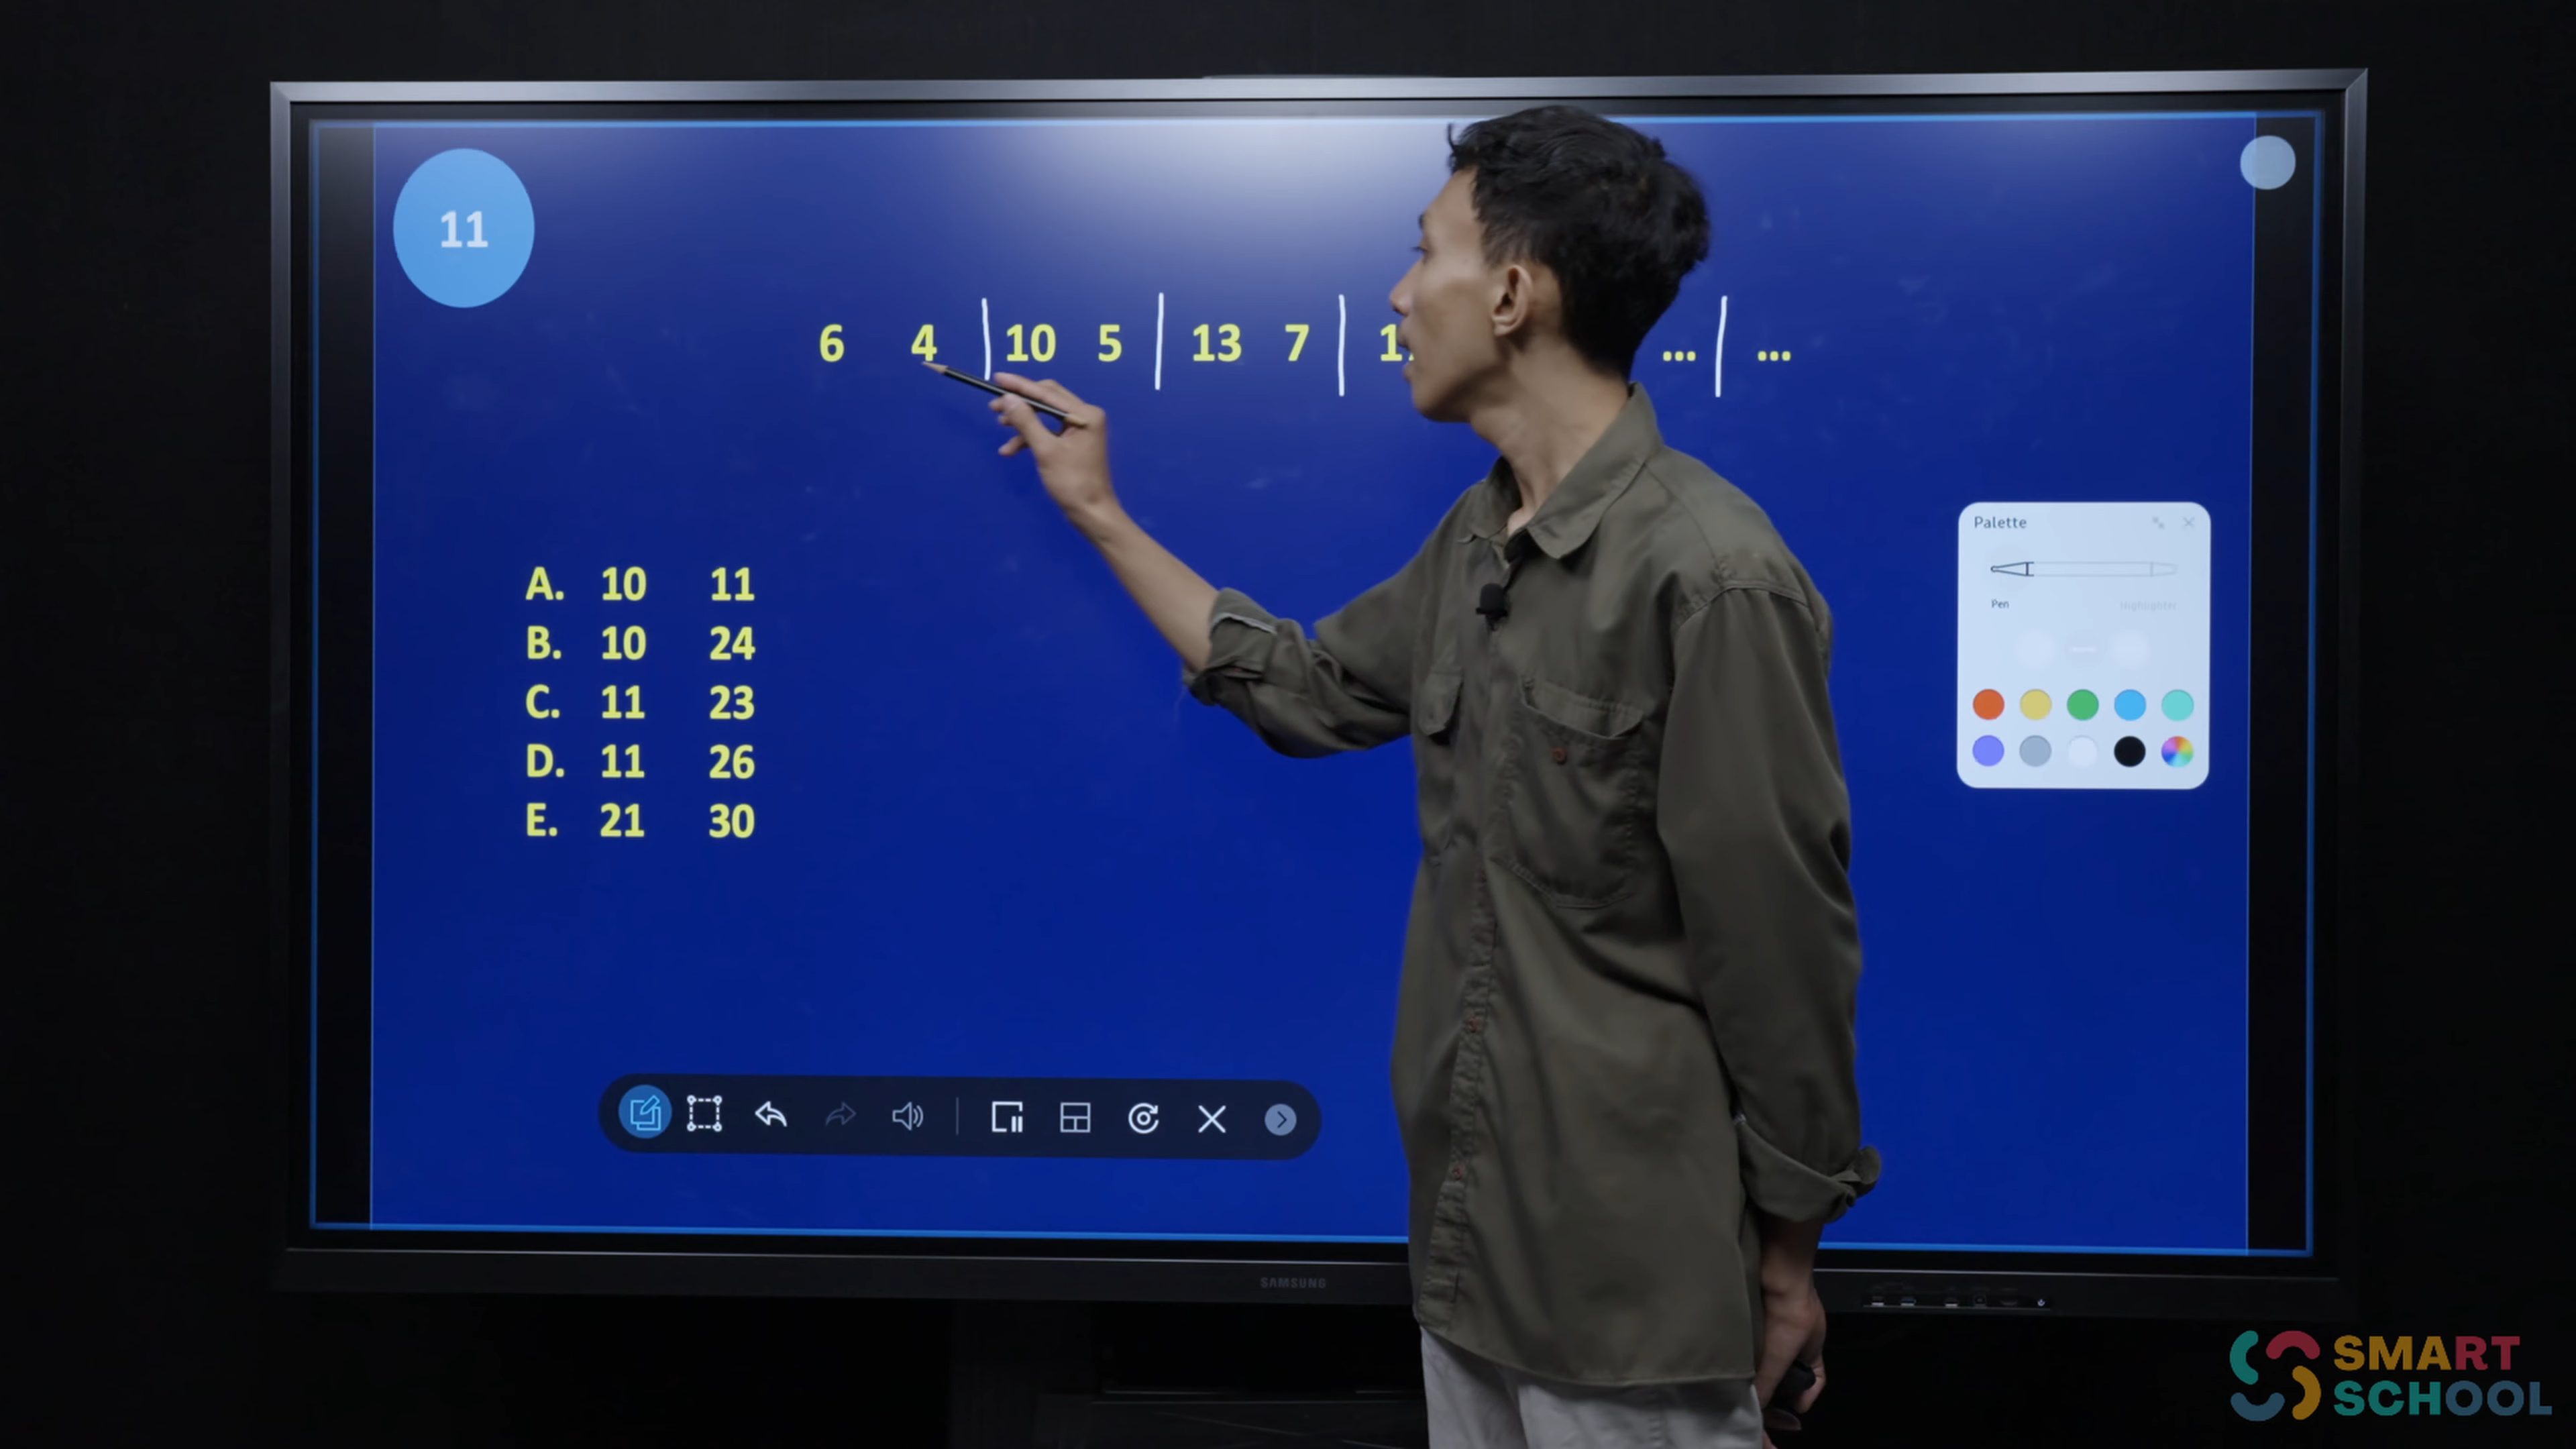 11
6 4 10 5 13 7 ... ...
A. 10 11
B. 10 24
C. 11 23
D. 11 26
E. 21 30
Palette
Pen
Highlighter
SAMSUNG
SMART
SCHOOL